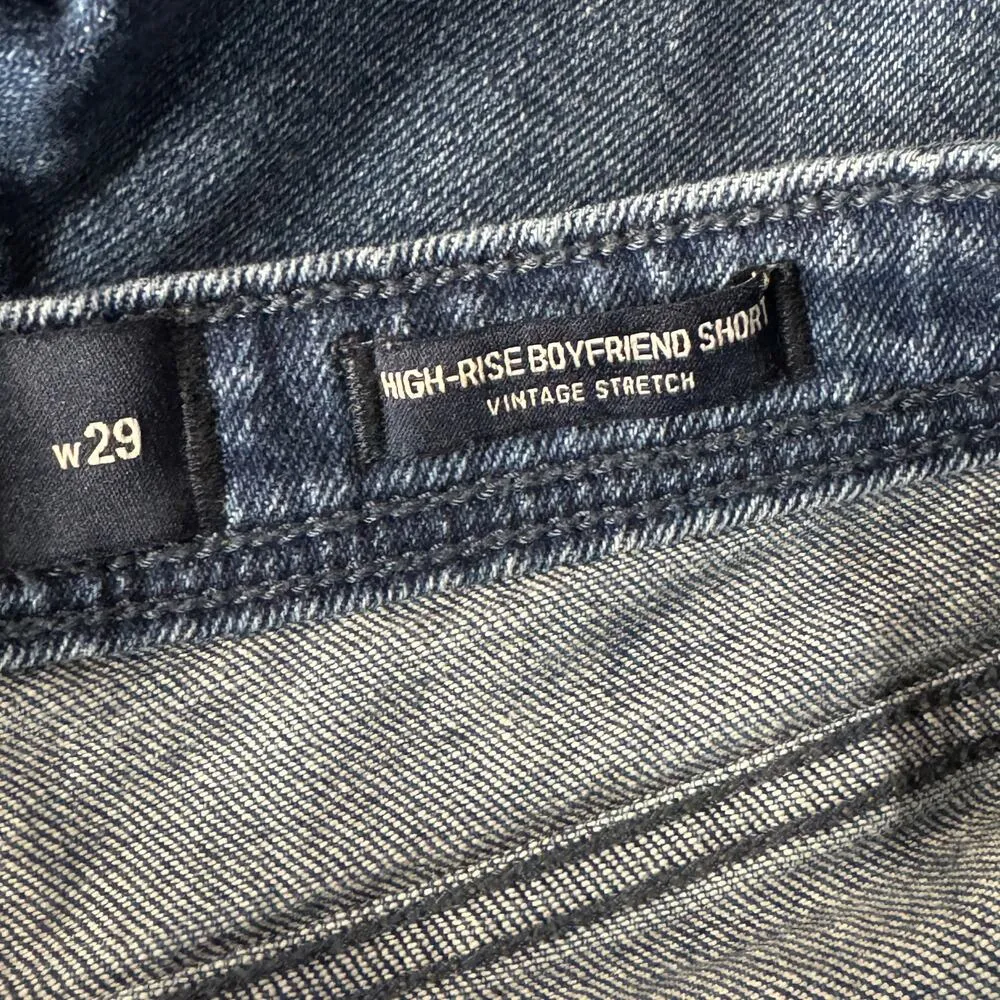 W29
HIGH-RISE BOYFRIEND SHORT
VINTAGE STRETCH